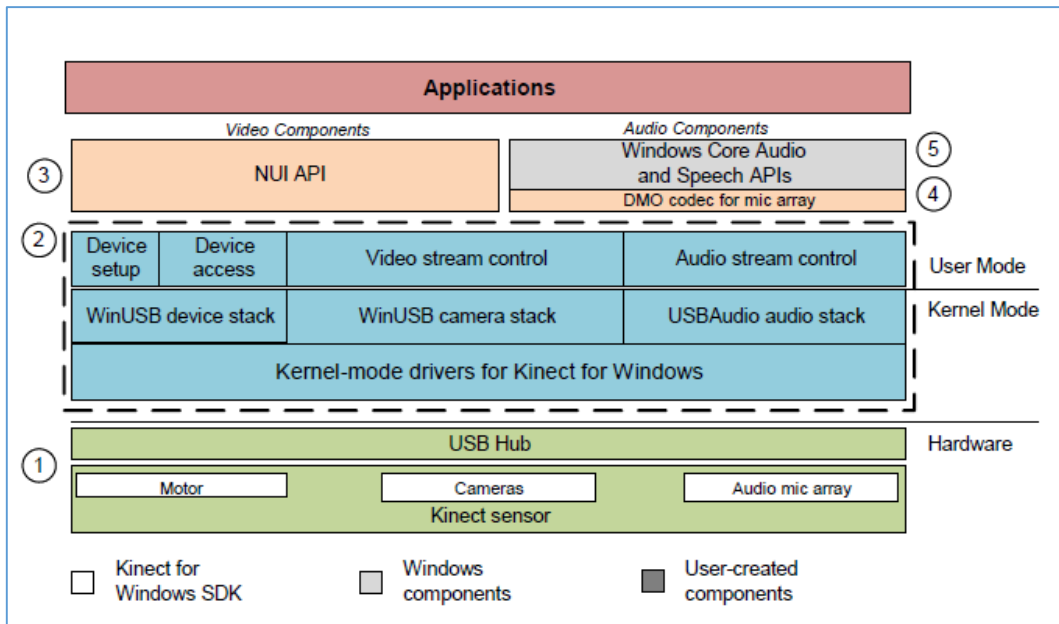 Applications
Video Components
Audio Components
3
NUI API
Windows Core Audio
and Speech APIs
5
DMO codec for mic array
4
2
Device
setup
Device
access
Video stream control
Audio stream control
User Mode
WinUSB device stack
WinUSB camera stack
USBAudio audio stack
Kernel Mode
Kernel-mode drivers for Kinect for Windows
USB Hub
Hardware
1
Motor
Cameras
Audio mic array
Kinect sensor
Kinect for
Windows SDK
Windows
components
User-created
components